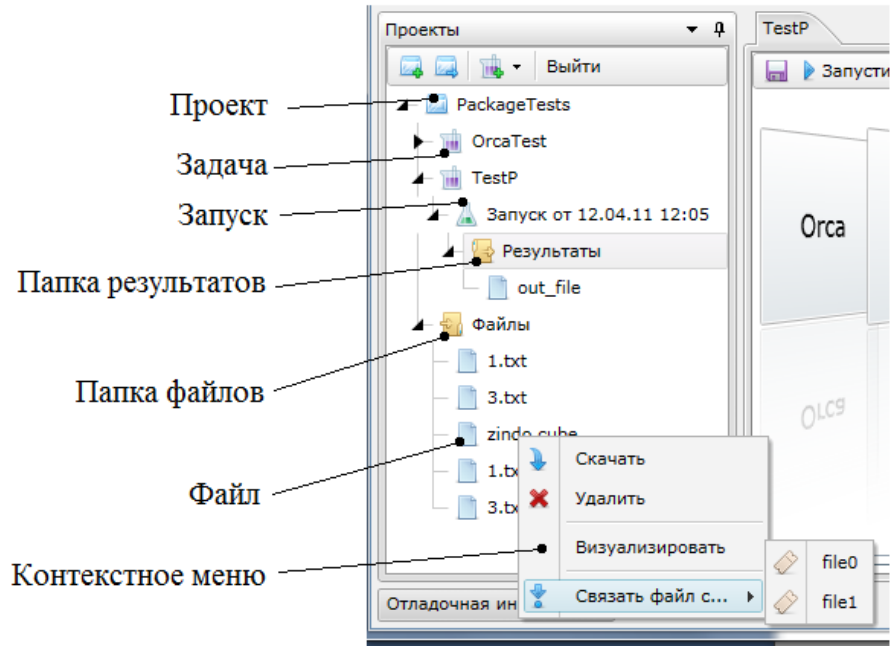 Проекты
TestP
Выйти
Запусти
Проект
PackageTests
Задача
OrcaTest
TestP
Запуск
Запуск от 12.04.11 12:05
Orca
Папка результатов
Результаты
out_file
Файлы
Папка файлов
1.txt
3.txt
Orca
zindo.cube
Файл
1.tx
3.tx
Скачать
Удалить
Контекстное меню
Визуализировать
file0
Связать файл с...
file1
Отладочная ин